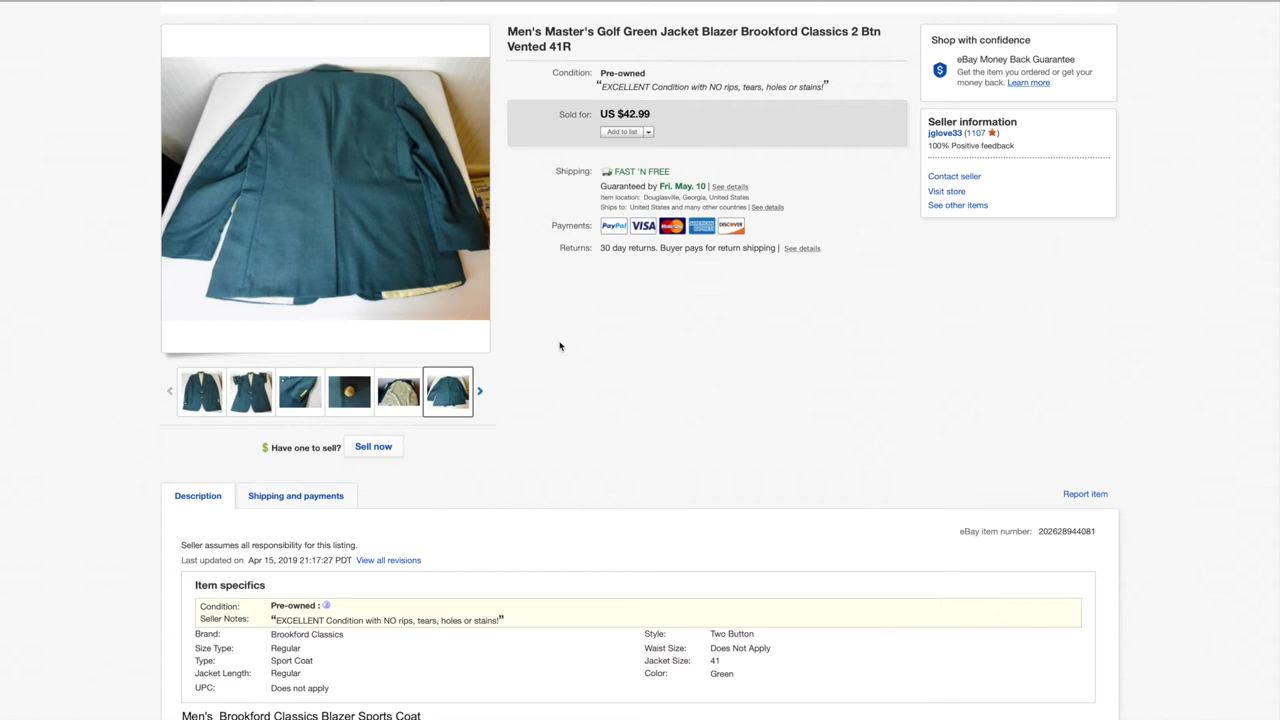 Men's Master's Golf Green Jacket Blazer Brookford Classics 2 Btn
Vented 41R
Condition: Pre-owned
“EXCELLENT Condition with NO rips, tears, holes or stains!”
Sold for: US $42.99
Add to list
Shipping: FAST 'N FREE
Guaranteed by Fri. May. 10 | See details
Item location: Douglasville, Georgia, United States
Ships to: United States and many other countries | See details
Payments: PayPal VISA MasterCard AMERICAN EXPRESS DISCOVER
Returns: 30 day returns. Buyer pays for return shipping | See details
Shop with confidence
eBay Money Back Guarantee
Get the item you ordered or get your
money back. Learn more
Seller information
jglove33 (1107 )
100% Positive feedback
Contact seller
Visit store
See other items
Have one to sell? Sell now
Description Shipping and payments Report item
eBay item number: 202628944081
Seller assumes all responsibility for this listing.
Last updated on Apr 15, 2019 21:17:27 PDT View all revisions
Item specifics
Condition: Pre-owned :
Seller Notes: “EXCELLENT Condition with NO rips, tears, holes or stains!”
Brand: Brookford Classics Style: Two Button
Size Type: Regular Waist Size: Does Not Apply
Type: Sport Coat Jacket Size: 41
Jacket Length: Regular Color: Green
UPC: Does not apply
Men's Brookford Classics Blazer Sports Coat